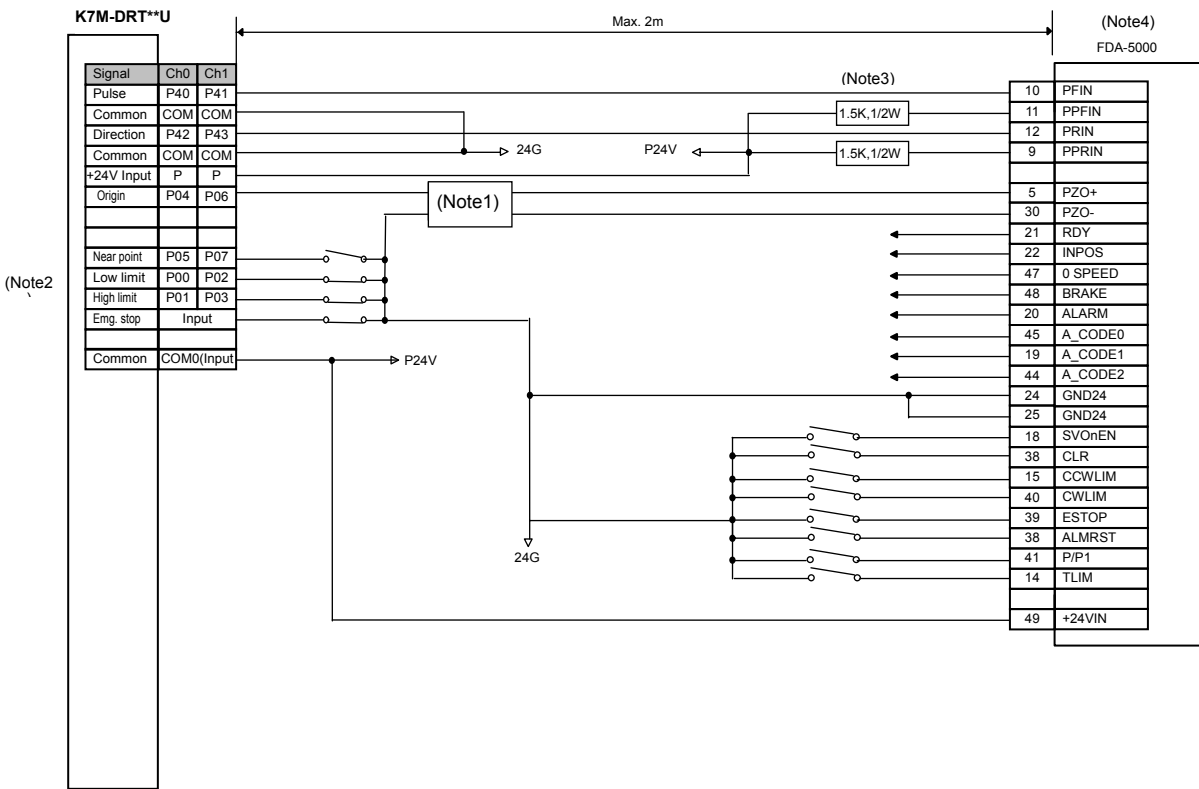 K7M-DRT**U
Max. 2m
(Note4)
FDA-5000
Signal Ch0 Ch1
Pulse P40 P41
Common COM COM
Direction P42 P43
Common COM COM
+24V Input P P
Origin P04 P06
Near point P05 P07
Low limit P00 P02
High limit P01 P03
Emg. stop Input
Common COM0(Input
(Note2
(Note3)
1.5K,1/2W
24G
P24V
1.5K,1/2W
(Note1)
P24V
24G
10 PFIN
11 PPFIN
12 PRIN
9 PPRIN
5 PZO+
30 PZO-
21 RDY
22 INPOS
47 0 SPEED
48 BRAKE
20 ALARM
45 A_CODE0
19 A_CODE1
44 A_CODE2
24 GND24
25 GND24
18 SVOnEN
38 CLR
15 CCWLIM
40 CWLIM
39 ESTOP
38 ALMRST
41 P/P1
14 TLIM
49 +24VIN